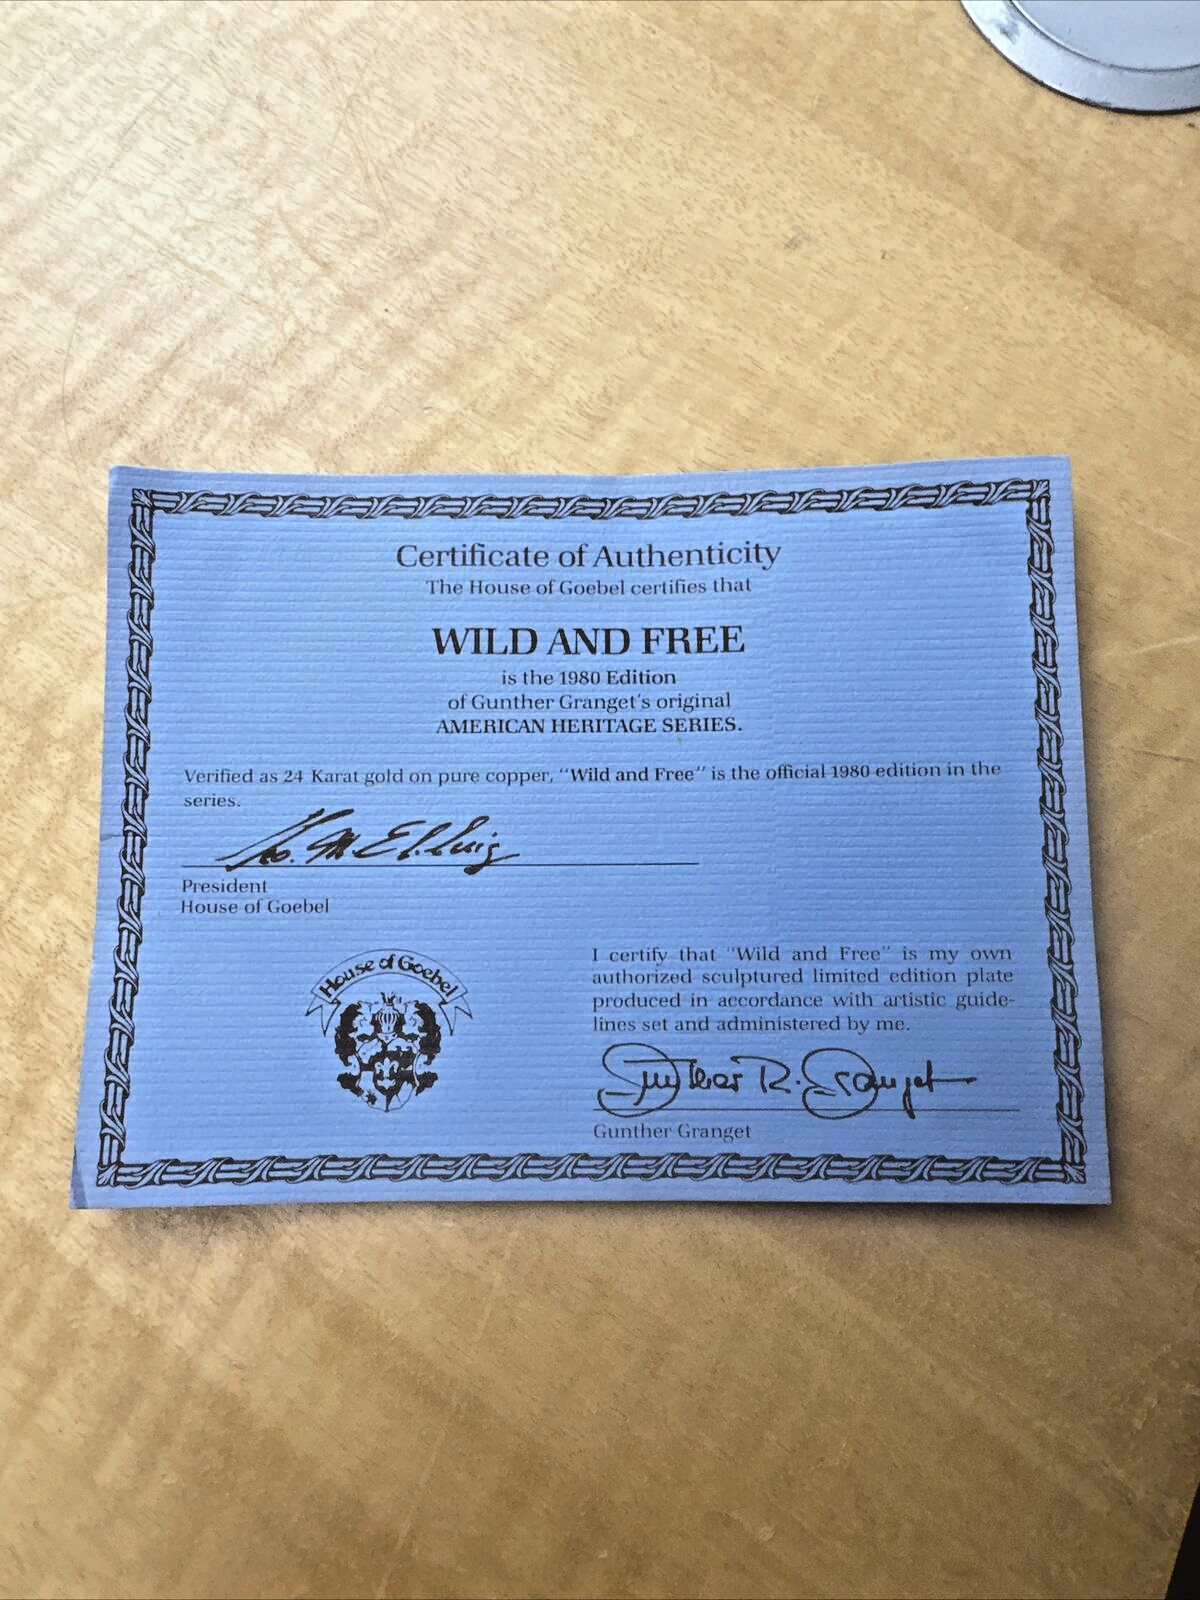 Certificate of Authenticity
The House of Goebel certifies that
WILD AND FREE
is the 1980 Edition
of Gunther Granget's original
AMERICAN HERITAGE SERIES.
Verified as 24 Karat gold on pure copper, "Wild and Free" is the official 1980 edition in the
series.
President
House of Goebel
House of Goebel
I certify that "Wild and Free" is my own
authorized sculptured limited edition plate
produced in accordance with artistic guide-
lines set and administered by me.
Gunther R. Granget
Gunther Granget